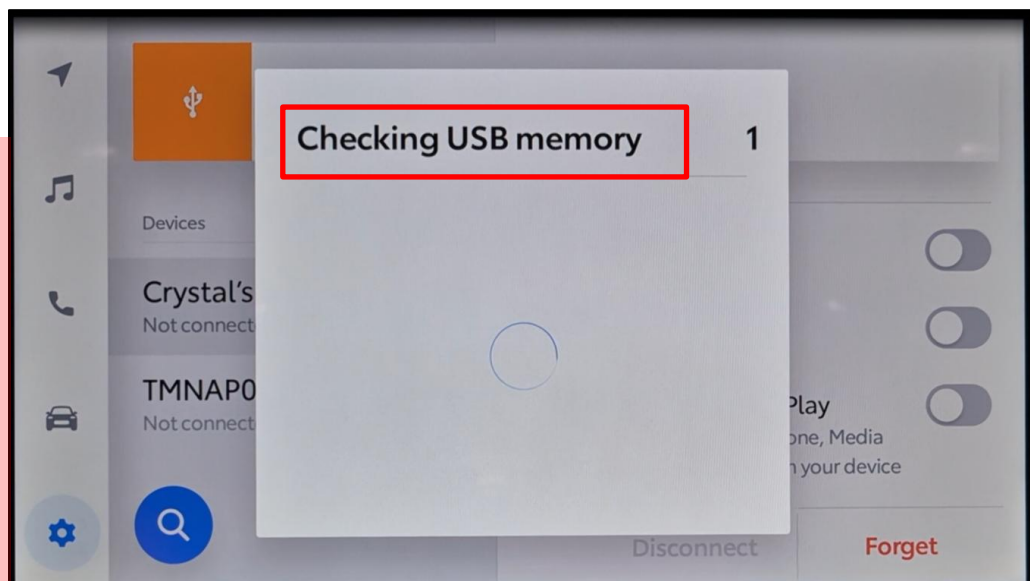 Checking USB memory 1
Devices
Crystal's
Not connect
TMNAP0
Not connect
Play
one, Media
your device
Disconnect
Forget